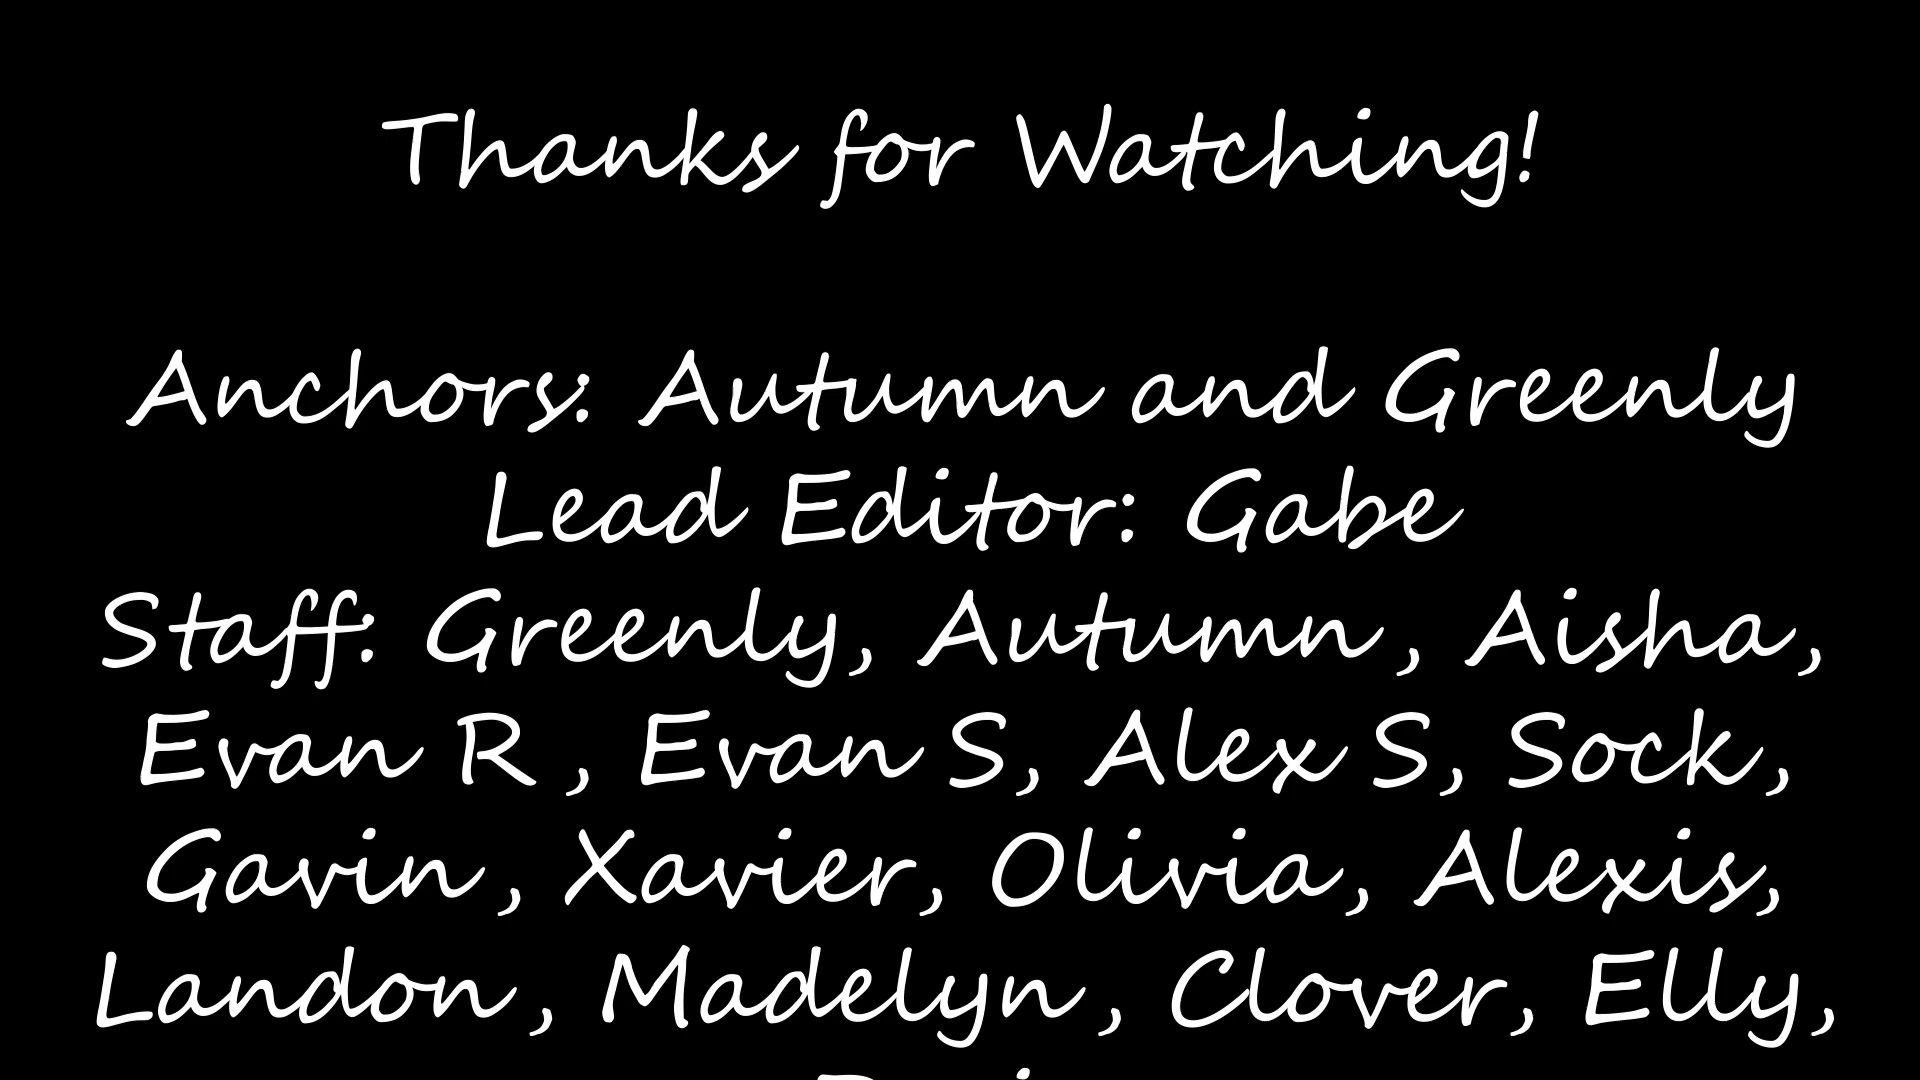 Thanks for Watching!
Anchors: Autumn and Greenly
Lead Editor: Gabe
Staff: Greenly, Autumn, Aisha,
Evan R, Evan S, Alex S, Sock,
Gavin, Xavier, Olivia, Alexis,
Landon, Madelyn, Clover, Elly,